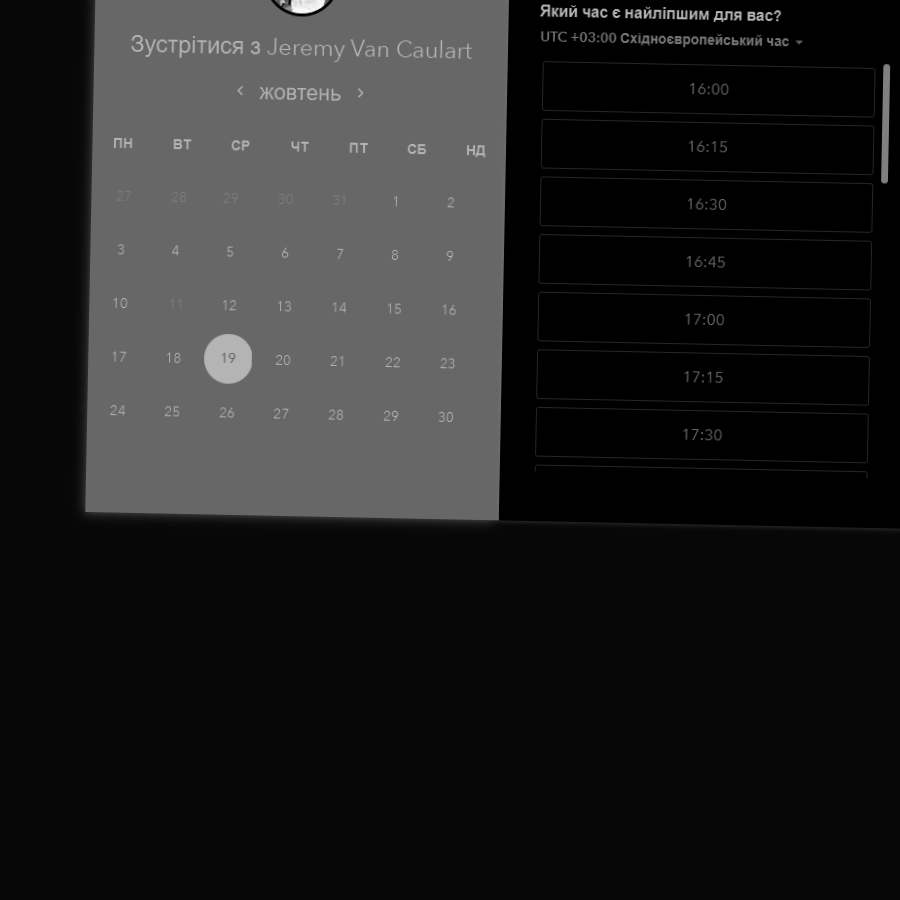 Зустрітися з Jeremy Van Caulart
жовтень
ПН ВТ СР ЧТ ПТ СБ НД
27 28 29 30 31 1 2
3 4 5 6 7 8 9
10 11 12 13 14 15 16
17 18 19 20 21 22 23
24 25 26 27 28 29 30
Який час є найліпшим для вас?
UTC +03:00 Східноєвропейський час
16:00
16:15
16:30
16:45
17:00
17:15
17:30